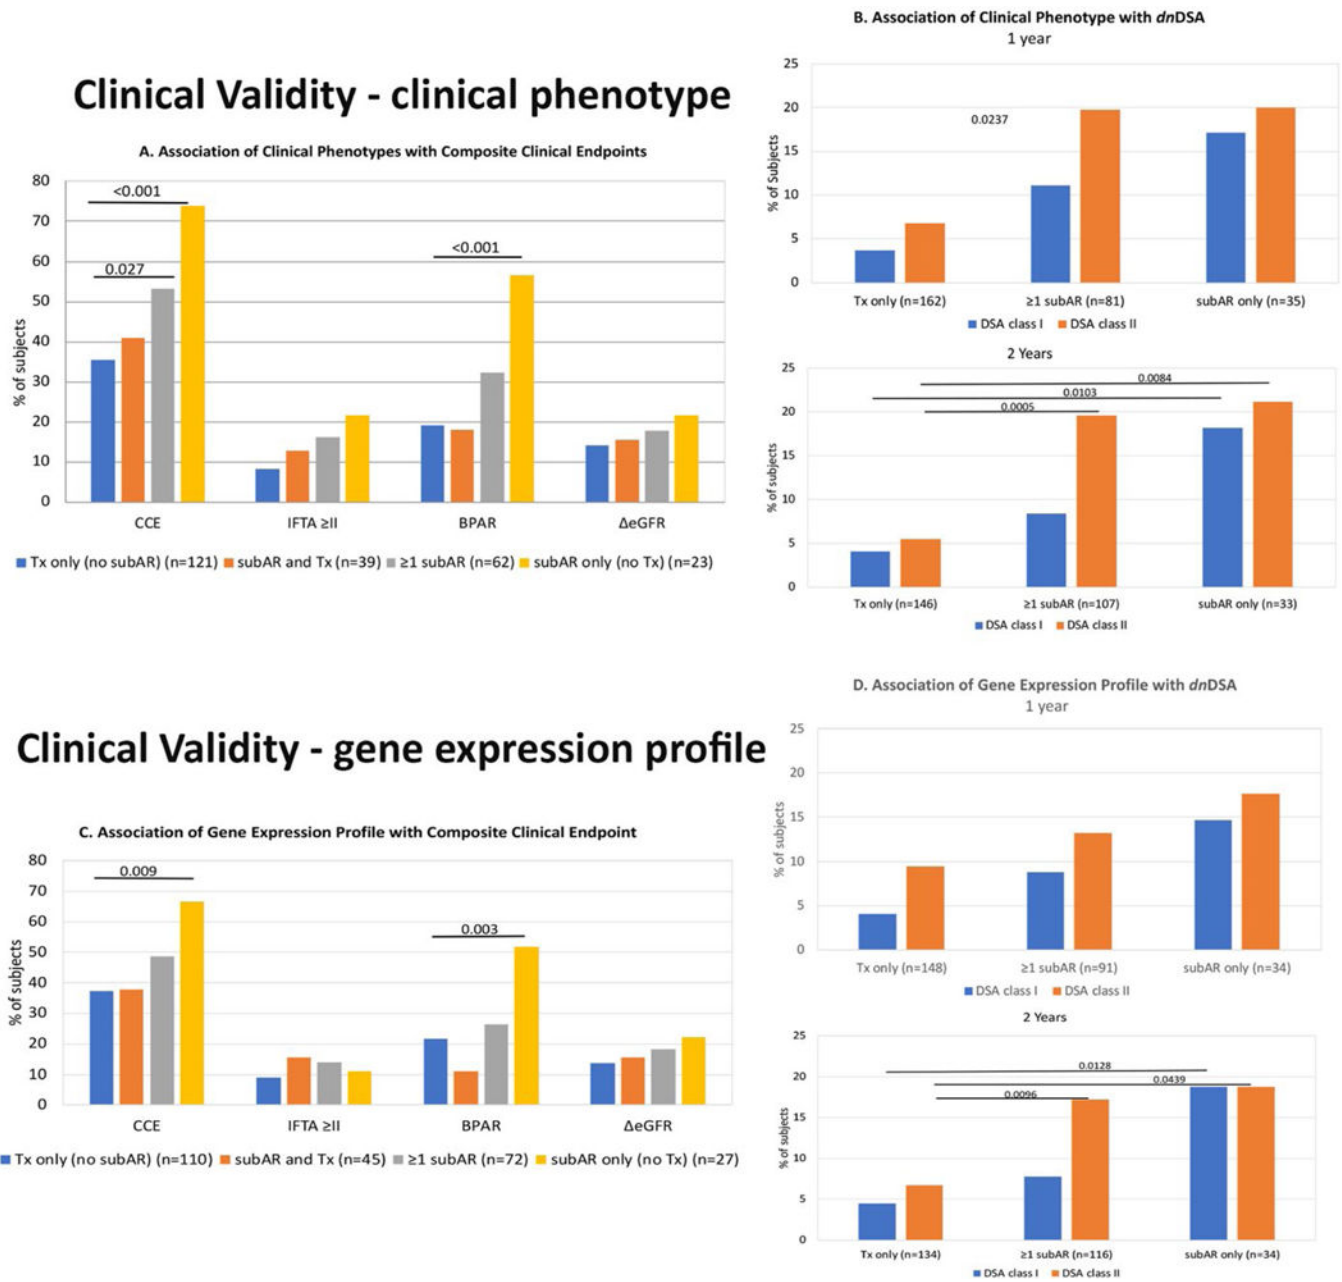 Clinical Validity - clinical phenotype
A. Association of Clinical Phenotypes with Composite Clinical Endpoints
80
70
60
50
40
30
20
10
0
% of subjects
<0.001
0.027
<0.001
CCE
IFTA ≥II
BPAR
ΔeGFR
Tx only (no subAR) (n=121) subAR and Tx (n=39) ≥1 subAR (n=62) subAR only (no Tx) (n=23)
B. Association of Clinical Phenotype with dnDSA
1 year
25
20
15
10
5
0
% of Subjects
0.0237
Tx only (n=162)
≥1 subAR (n=81)
subAR only (n=35)
DSA class I DSA class II
2 Years
25
20
15
10
5
0
% of subjects
0.0084
0.0103
0.0005
Tx only (n=146)
≥1 subAR (n=107)
subAR only (n=33)
DSA class I DSA class II
Clinical Validity - gene expression profile
C. Association of Gene Expression Profile with Composite Clinical Endpoint
80
70
60
50
40
30
20
10
0
% of subjects
0.009
0.003
CCE
IFTA ≥II
BPAR
ΔeGFR
Tx only (no subAR) (n=110) subAR and Tx (n=45) ≥1 subAR (n=72) subAR only (no Tx) (n=27)
D. Association of Gene Expression Profile with dnDSA
1 year
25
20
15
10
5
0
% of subjects
Tx only (n=148)
≥1 subAR (n=91)
subAR only (n=34)
DSA class I DSA class II
2 Years
25
20
15
10
5
0
% of subjects
0.0128
0.0439
0.0096
Tx only (n=134)
≥1 subAR (n=116)
subAR only (n=34)
DSA class I DSA class II